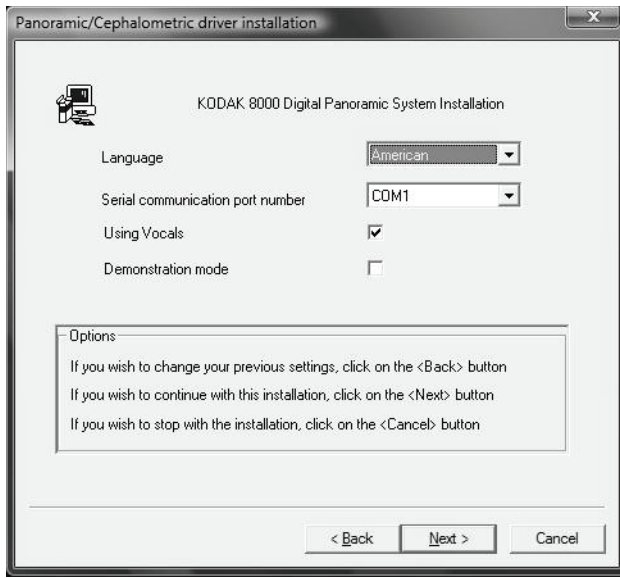 Panoramic/Cephalometric driver installation
KODAK 8000 Digital Panoramic System Installation
Language American
Serial communication port number COM1
Using Vocals
Demonstration mode
Options
If you wish to change your previous settings, click on the <Back> button
If you wish to continue with this installation, click on the <Next> button
If you wish to stop with the installation, click on the <Cancel> button
< Back Next > Cancel